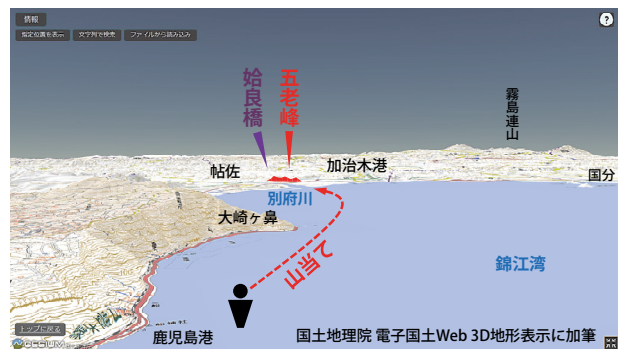 情報
?
指定位置を表示
文字列で検索
ファイルから読み込み
姶良橋
五老峰
霧島連山
帖佐
加治木港
国分
別府川
大崎ヶ鼻
山当て
錦江湾
トップに戻る
CESIUM
鹿児島港
国土地理院 電子国土Web 3D地形表示に加筆